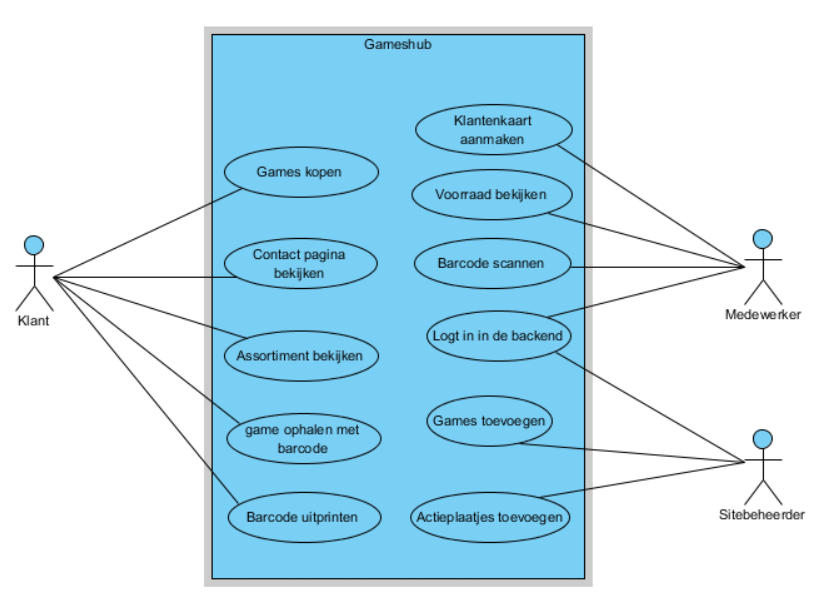 Gameshub
Klantenkaart
aanmaken
Games kopen
Voorraad bekijken
Contact pagina
bekijken
Barcode scannen
Klant
Medewerker
Logt in in de backend
Assortiment bekijken
Games toevoegen
game ophalen met
barcode
Barcode uitprinten
Actieplaatjes toevoegen
Sitebeheerder